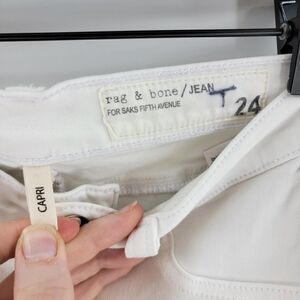 rag & bone/JEAN
FOR SAKS FIFTH AVENUE
T 24
CAPRI